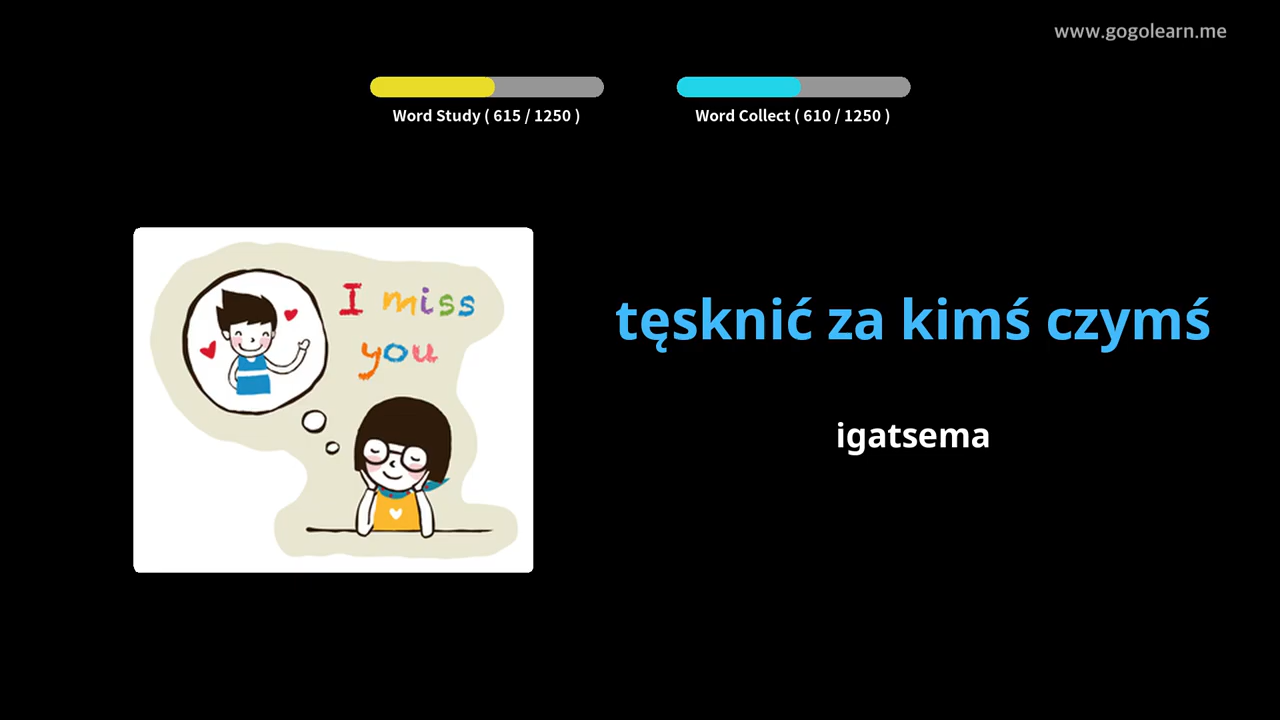 www.gogolearn.me
Word Study ( 615 / 1250 )
Word Collect ( 610 / 1250 )
I miss
you
tęsknić za kimś czymś
igatsema